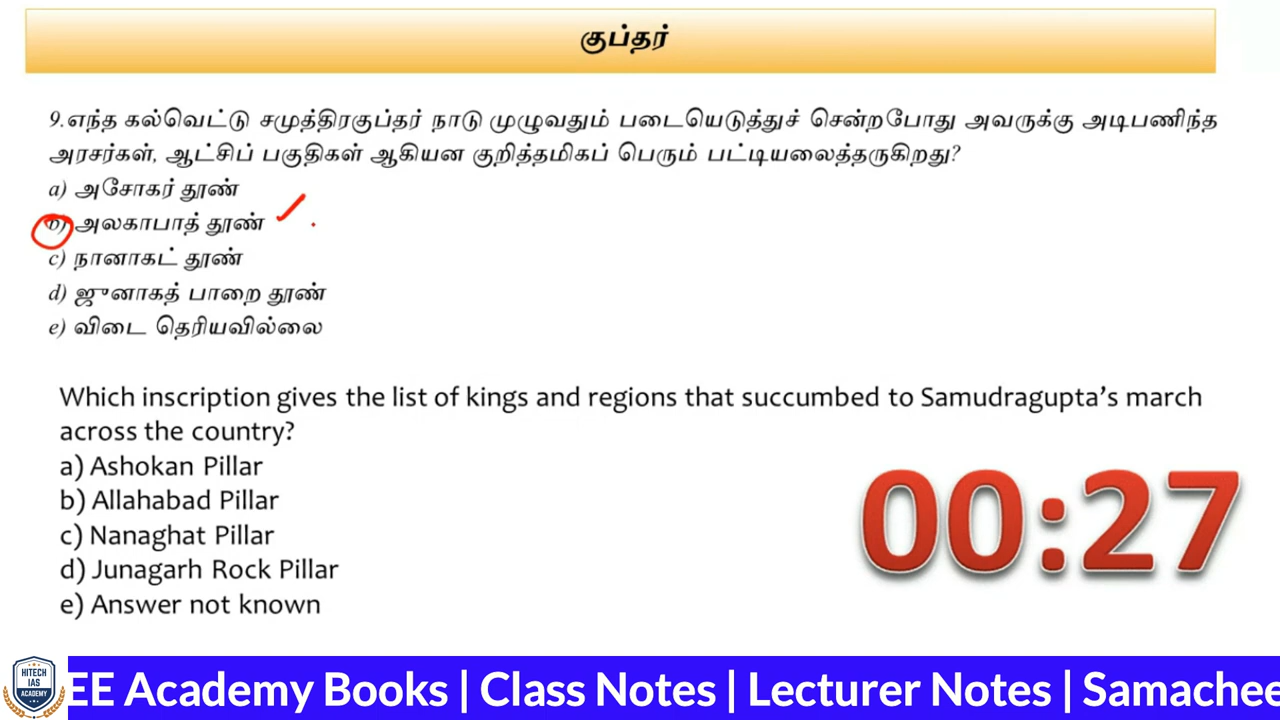 குப்தர்
9.எந்த கல்வெட்டு சமுத்திரகுப்தர் நாடு முழுவதும் படையெடுத்துச் சென்றபோது அவருக்கு அடிபணிந்த
அரசர்கள், ஆட்சிப் பகுதிகள் ஆகியன குறித்தமிகப் பெரும் பட்டியலைத்தருகிறது?
a) அசோகர் தூண்
b) அலகாபாத் தூண்
c) நானாகட் தூண்
d) ஜுனாகத் பாறை தூண்
e) விடை தெரியவில்லை
Which inscription gives the list of kings and regions that succumbed to Samudragupta's march
across the country?
a) Ashokan Pillar
b) Allahabad Pillar
c) Nanaghat Pillar
d) Junagarh Rock Pillar
e) Answer not known
00:27
HITECH
IAS
ACADEMY
EE Academy Books | Class Notes | Lecturer Notes | Samachee